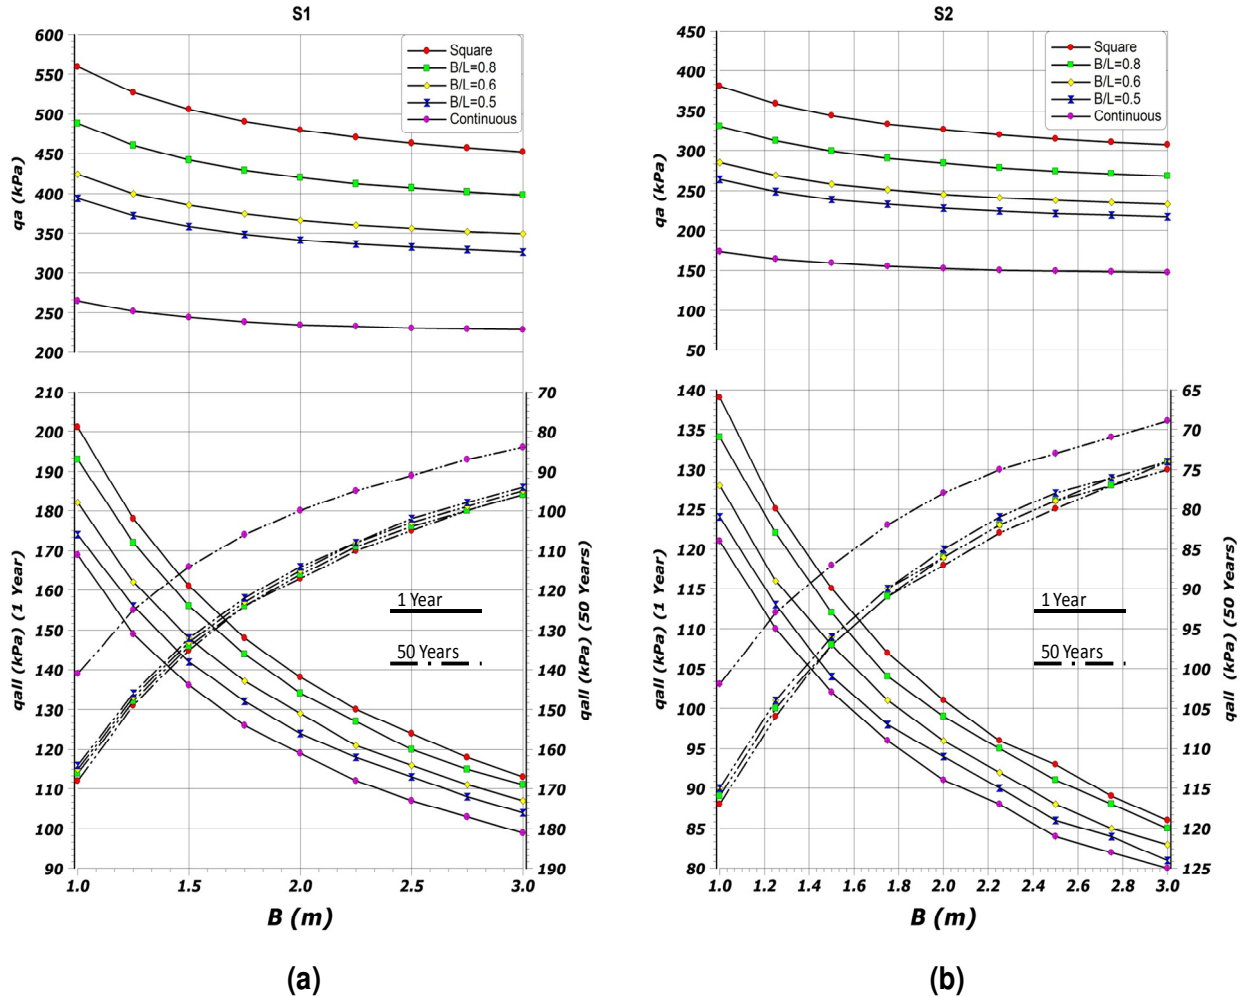 S1
600
550
500
450
400
350
300
250
200
qa (kPa)
Square
B/L=0.8
B/L=0.6
B/L=0.5
Continuous
210
200
190
180
170
160
150
140
130
120
110
100
90
qall (kPa) (1 Year)
70
80
90
100
110
120
130
140
150
160
170
180
190
qall (kPa) (50 Years)
1 Year
50 Years
1.0 1.5 2.0 2.5 3.0
B (m)
(a)
S2
450
400
350
300
250
200
150
100
50
qa (kPa)
Square
B/L=0.8
B/L=0.6
B/L=0.5
Continuous
140
135
130
125
120
115
110
105
100
95
90
85
80
qall (kPa) (1 Year)
65
70
75
80
85
90
95
100
105
110
115
120
125
qall (kPa) (50 Years)
1 Year
50 Years
1.0 1.2 1.4 1.6 1.8 2.0 2.2 2.4 2.6 2.8 3.0
B (m)
(b)